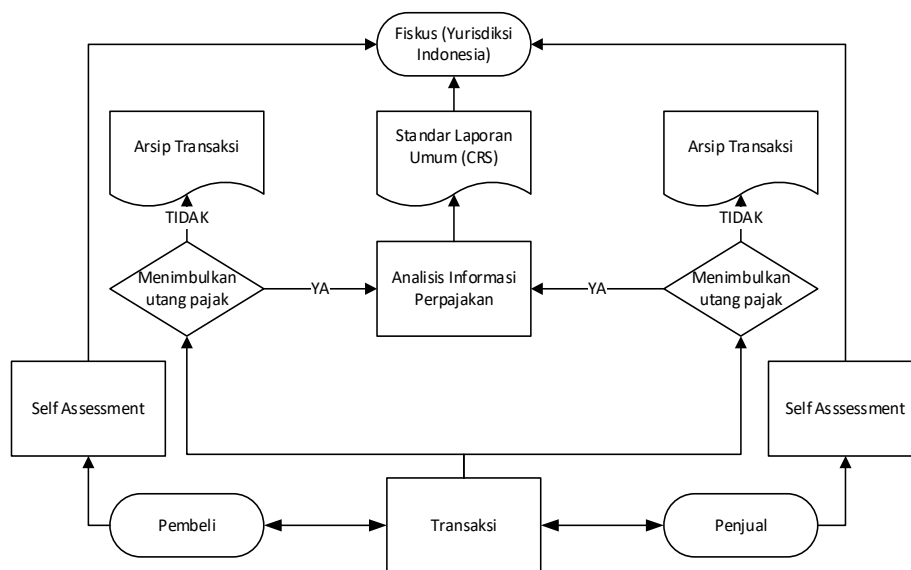 Fiskus (Yurisdiksi
Indonesia)
Arsip Transaksi
Standar Laporan
Umum (CRS)
Arsip Transaksi
TIDAK
TIDAK
Menimbulkan
utang pajak
YA
Analisis Informasi
Perpajakan
YA
Menimbulkan
utang pajak
Self Assessment
Self Asssessment
Pembeli
Transaksi
Penjual